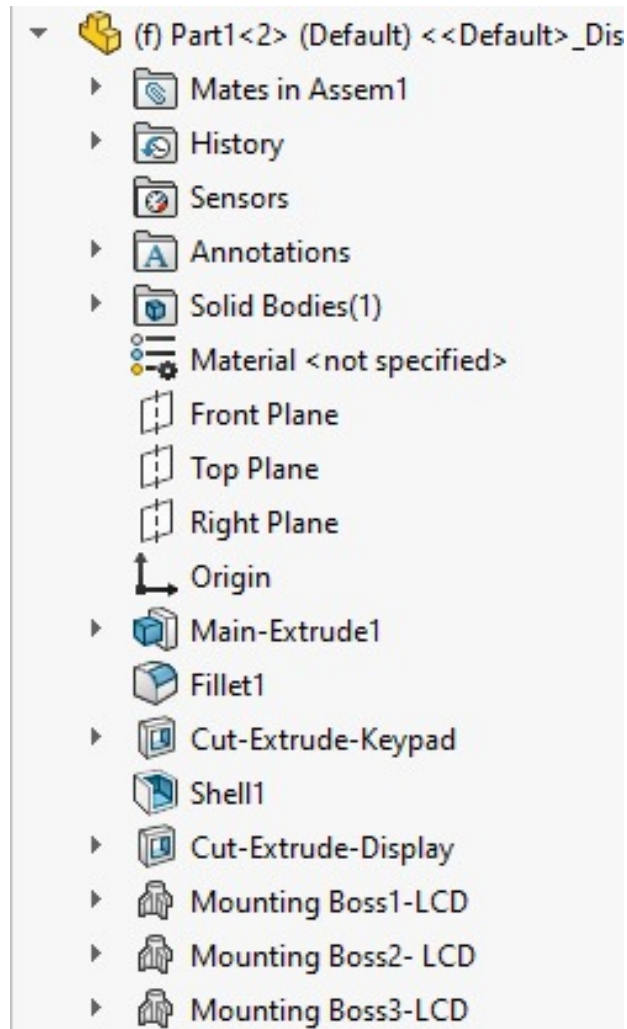 (f) Part1<2> (Default) <<Default>_Dis
Mates in Assem1
History
Sensors
Annotations
Solid Bodies(1)
Material <not specified>
Front Plane
Top Plane
Right Plane
Origin
Main-Extrude1
Fillet1
Cut-Extrude-Keypad
Shell1
Cut-Extrude-Display
Mounting Boss1-LCD
Mounting Boss2- LCD
Mounting Boss3-LCD